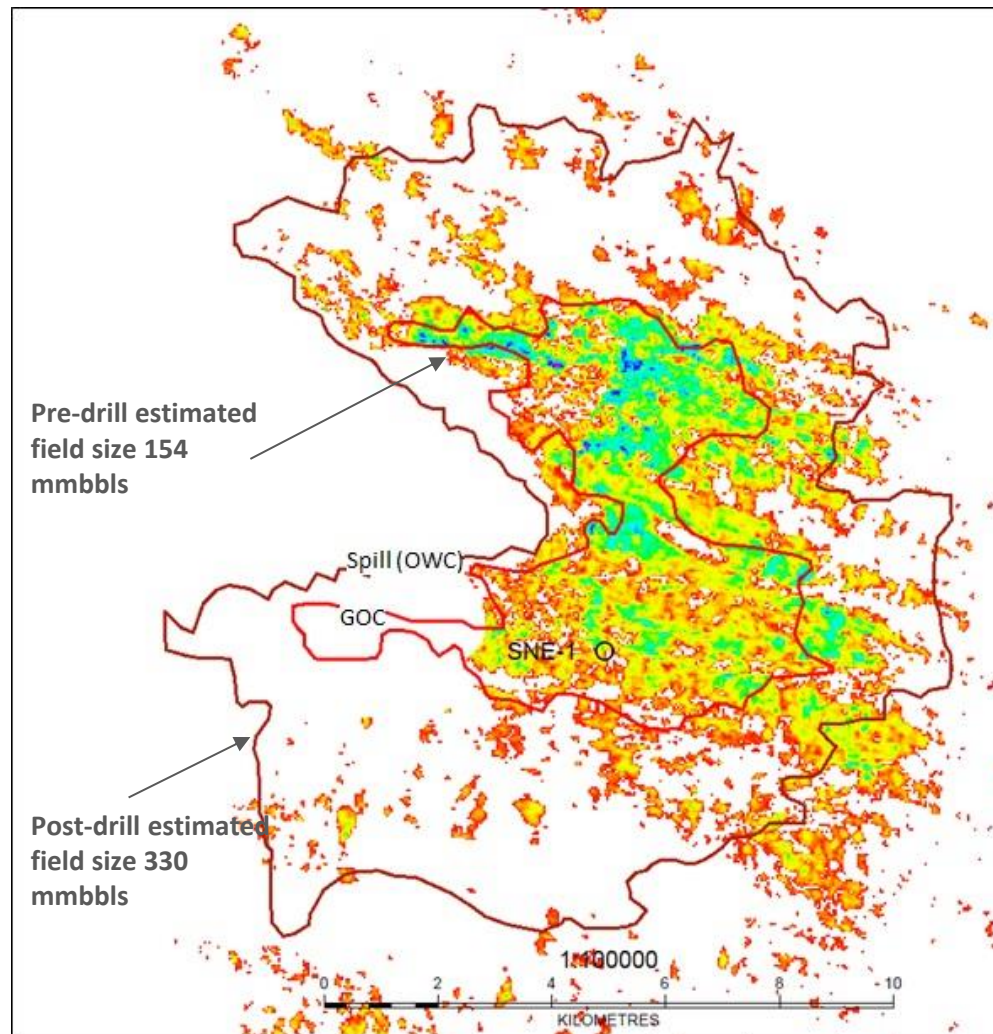 Pre-drill estimated
field size 154
mmbbls
Spill (OWC)
GOC
SNE-1
Post-drill estimated
field size 330
mmbbls
1:100000
0 2 4 6 8 10
KILOMETRES